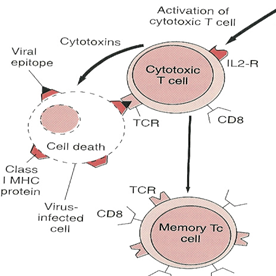 Activation of
cytotoxic T cell
Cytotoxins
Viral
epitope
IL2-R
Cytotoxic
T cell
TCR
CD8
Cell death
Class
I MHC
protein
Virus-
infected
cell
TCR
CD8
Memory Tc
cell